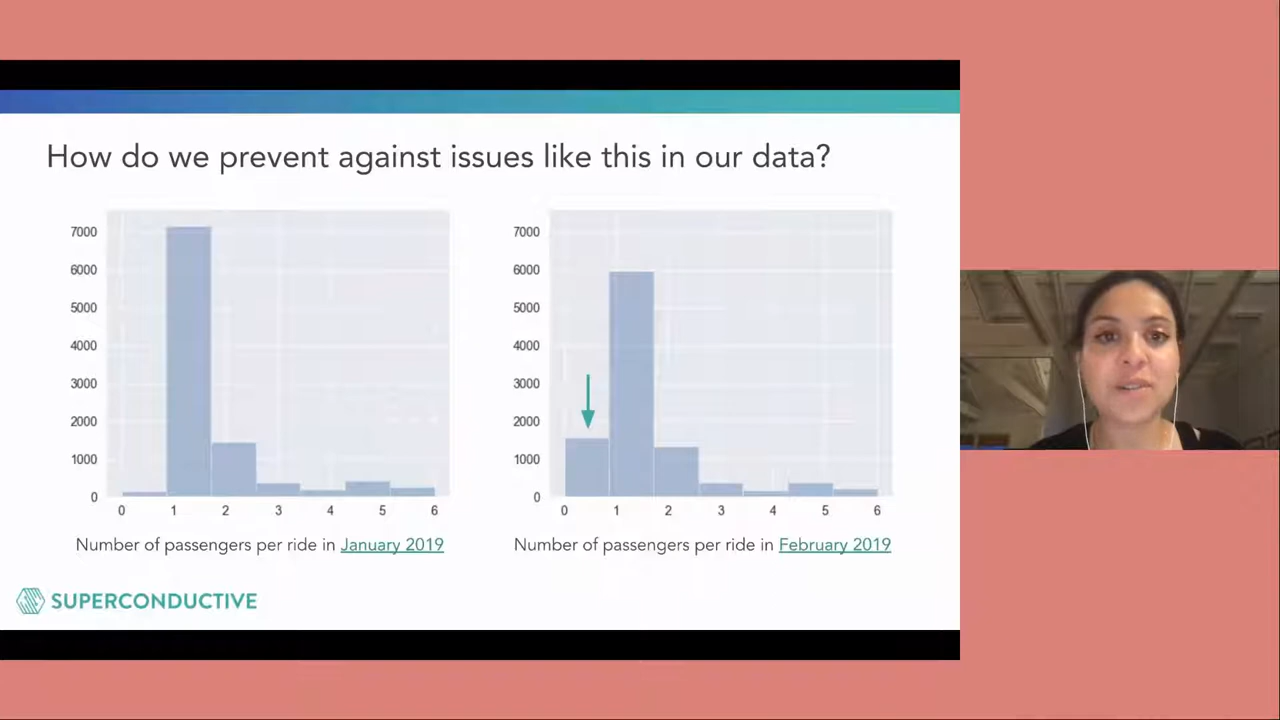 How do we prevent against issues like this in our data?
7000
6000
5000
4000
3000
2000
1000
0
0 1 2 3 4 5 6
Number of passengers per ride in January 2019
7000
6000
5000
4000
3000
2000
1000
0
0 1 2 3 4 5 6
Number of passengers per ride in February 2019
SUPERCONDUCTIVE